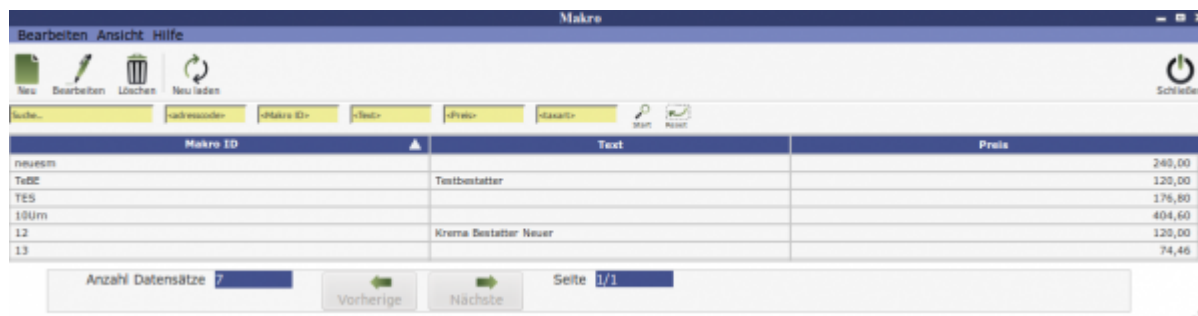 Makro
Bearbeiten Ansicht Hilfe
Neu Bearbeiten Löschen Neu laden Schließe
Suche... <adresscode> <Makro ID> <Text> <Preis> <taxart> Start Reset
Makro ID Text Preis
neuesm 240,00
TeBE Testbestatter 120,00
TES 176,80
10Urn 404,60
12 Krema Bestatter Neuer 120,00
13 74,46
Anzahl Datensätze 7 Vorherige Nächste Seite 1/1